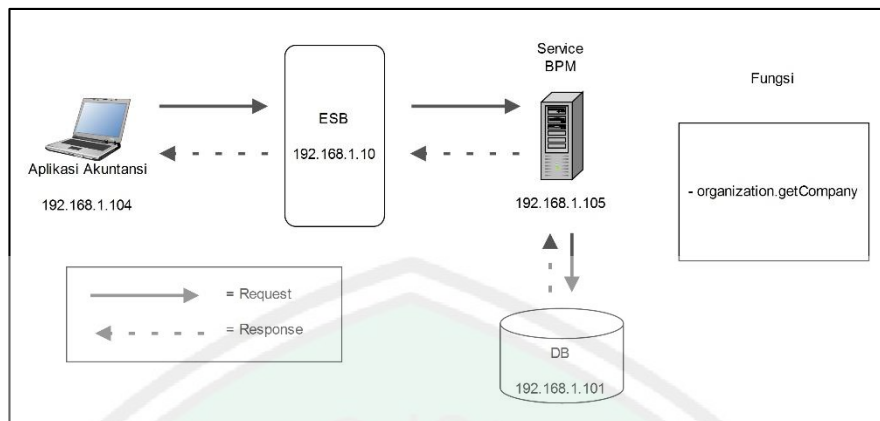 Service
BPM
Fungsi
ESB
192.168.1.10
Aplikasi Akuntansi
192.168.1.104
192.168.1.105
- organization.getCompany
= Request
= Response
DB
192.168.1.101